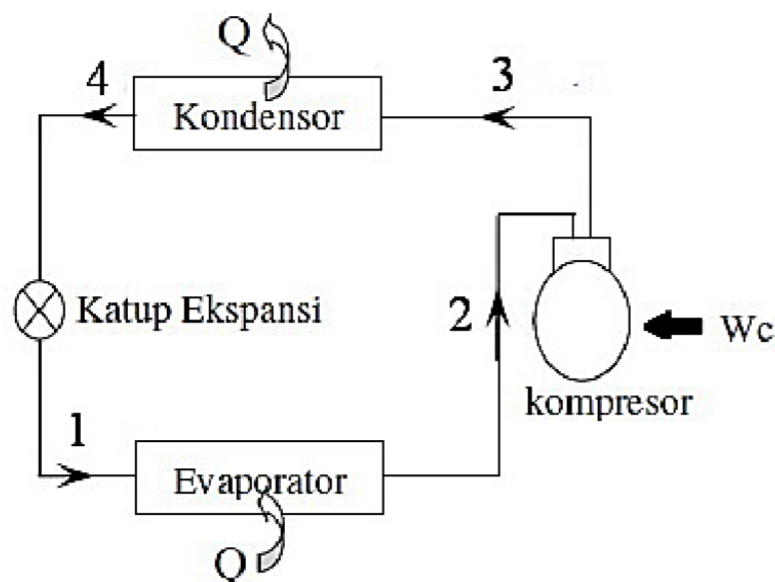 Q
4
3
Kondensor
Katup Ekspansi
2
Wc
kompresor
1
Evaporator
Q